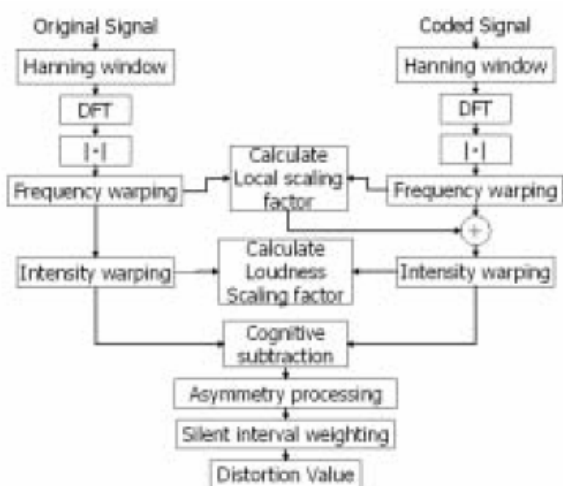 Original Signal
Coded Signal
Hanning window
Hanning window
DFT
DFT
|·|
|·|
Calculate
Local scaling
factor
Frequency warping
Frequency warping
+
Calculate
Loudness
Scaling factor
Intensity warping
Intensity warping
Cognitive
subtraction
Asymmetry processing
Silent interval weighting
Distortion Value